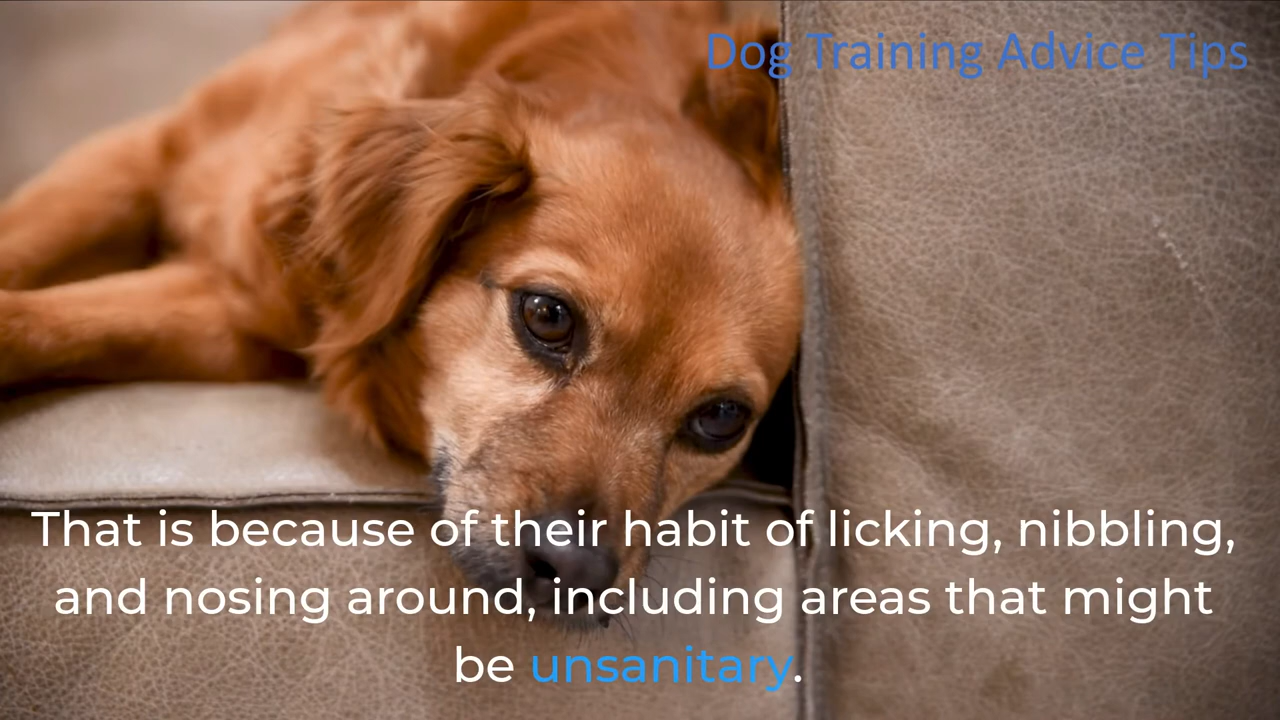 Dog Training Advice Tips
That is because of their habit of licking, nibbling,
and nosing around, including areas that might
be unsanitary.